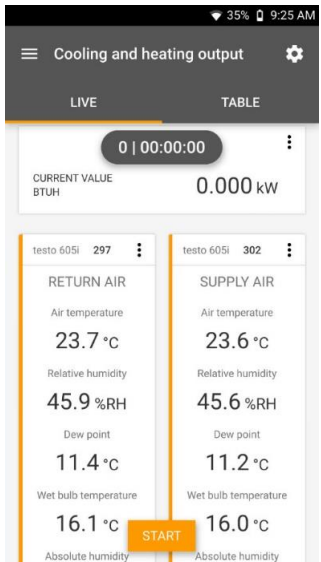 35% 9:25 AM
Cooling and heating output
LIVE TABLE
0 | 00:00:00
CURRENT VALUE
BTUH 0.000 kW
testo 605i 297
RETURN AIR
Air temperature
23.7 °C
Relative humidity
45.9 %RH
Dew point
11.4 °C
Wet bulb temperature
16.1 °C
Absolute humidity
testo 605i 302
SUPPLY AIR
Air temperature
23.6 °C
Relative humidity
45.6 %RH
Dew point
11.2 °C
Wet bulb temperature
16.0 °C
Absolute humidity
START